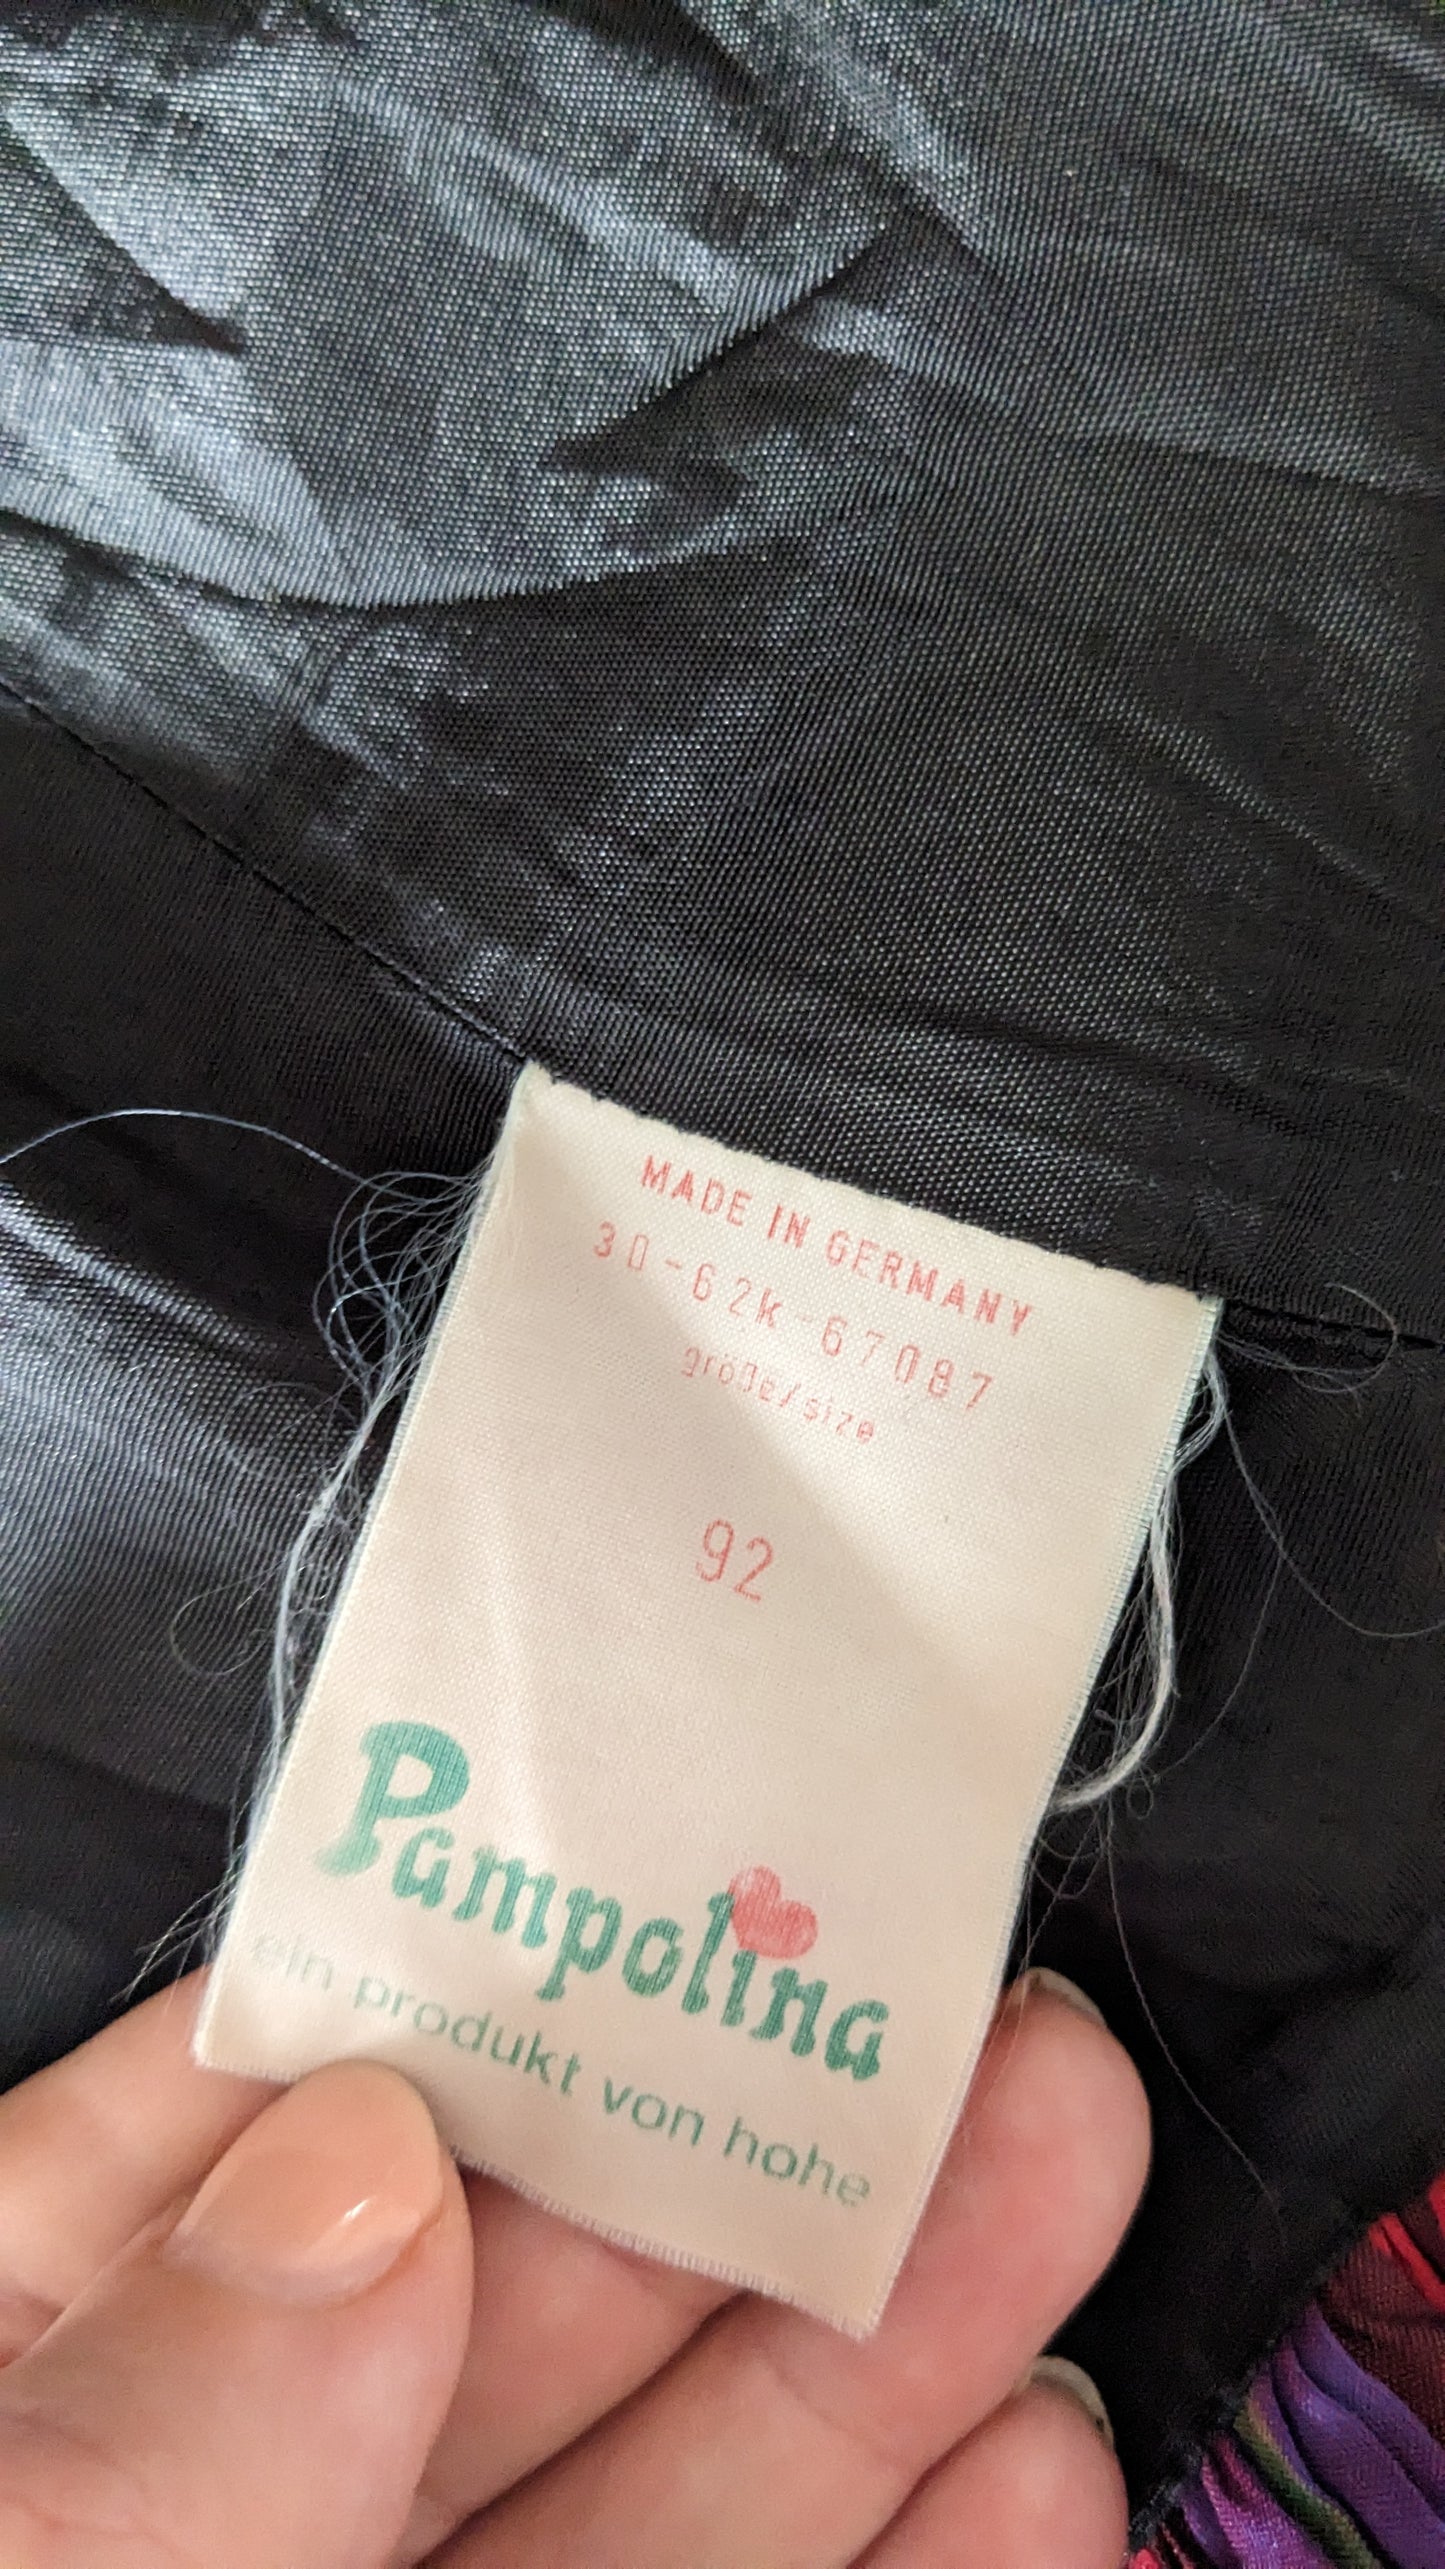 MADE IN GERMANY
30-62k-67087
größe/size
92
Pampolina
ein produkt von hohe